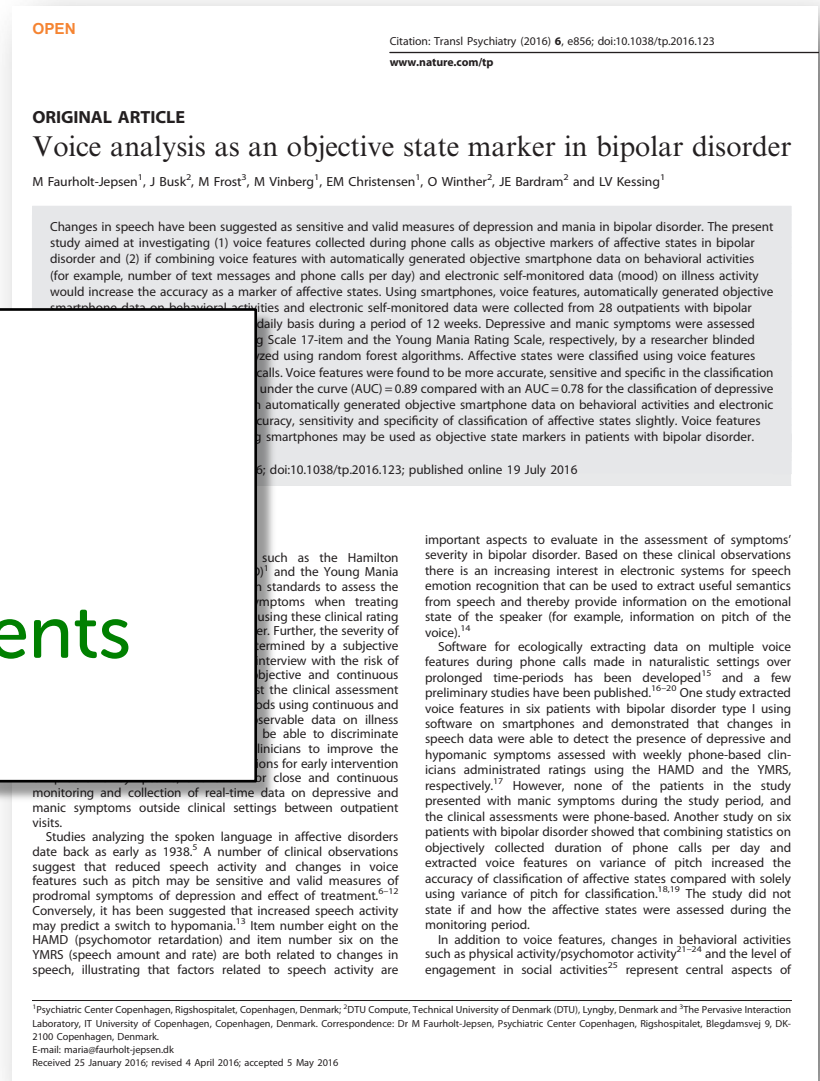 OPEN
Citation: Transl Psychiatry (2016) 6, e856; doi:10.1038/tp.2016.123
www.nature.com/tp
ORIGINAL ARTICLE
Voice analysis as an objective state marker in bipolar disorder
M Faurholt-Jepsen1, J Busk2, M Frost3, M Vinberg1, EM Christensen1, O Winther2, JE Bardram2 and LV Kessing1
Changes in speech have been suggested as sensitive and valid measures of depression and mania in bipolar disorder. The present
study aimed at investigating (1) voice features collected during phone calls as objective markers of affective states in bipolar
disorder and (2) if combining voice features with automatically generated objective smartphone data on behavioral activities
(for example, number of text messages and phone calls per day) and electronic self-monitored data (mood) on illness activity
would increase the accuracy as a marker of affective states. Using smartphones, voice features, automatically generated objective
smartphone data on behavioral activities and electronic self-monitored data were collected from 28 outpatients with bipolar
daily basis during a period of 12 weeks. Depressive and manic symptoms were assessed
g Scale 17-item and the Young Mania Rating Scale, respectively, by a researcher blinded
yzed using random forest algorithms. Affective states were classified using voice features
calls. Voice features were found to be more accurate, sensitive and specific in the classification
under the curve (AUC) = 0.89 compared with an AUC = 0.78 for the classification of depressive
automatically generated objective smartphone data on behavioral activities and electronic
curacy, sensitivity and specificity of classification of affective states slightly. Voice features
g smartphones may be used as objective state markers in patients with bipolar disorder.
6; doi:10.1038/tp.2016.123; published online 19 July 2016
ents
such as the Hamilton
D)1 and the Young Mania
standards to assess the
mptoms when treating
using these clinical rating
er. Further, the severity of
termined by a subjective
interview with the risk of
bjective and continuous
st the clinical assessment
ods using continuous and
servable data on illness
be able to discriminate
linicians to improve the
ions for early intervention
or close and continuous
monitoring and collection of real-time data on depressive and
manic symptoms outside clinical settings between outpatient
visits.
Studies analyzing the spoken language in affective disorders
date back as early as 1938.5 A number of clinical observations
suggest that reduced speech activity and changes in voice
features such as pitch may be sensitive and valid measures of
prodromal symptoms of depression and effect of treatment.6–12
Conversely, it has been suggested that increased speech activity
may predict a switch to hypomania.13 Item number eight on the
HAMD (psychomotor retardation) and item number six on the
YMRS (speech amount and rate) are both related to changes in
speech, illustrating that factors related to speech activity are
important aspects to evaluate in the assessment of symptoms'
severity in bipolar disorder. Based on these clinical observations
there is an increasing interest in electronic systems for speech
emotion recognition that can be used to extract useful semantics
from speech and thereby provide information on the emotional
state of the speaker (for example, information on pitch of the
voice).14
Software for ecologically extracting data on multiple voice
features during phone calls made in naturalistic settings over
prolonged time-periods has been developed15 and a few
preliminary studies have been published.16–20 One study extracted
voice features in six patients with bipolar disorder type I using
software on smartphones and demonstrated that changes in
speech data were able to detect the presence of depressive and
hypomanic symptoms assessed with weekly phone-based clin-
icians administrated ratings using the HAMD and the YMRS,
respectively.17 However, none of the patients in the study
presented with manic symptoms during the study period, and
the clinical assessments were phone-based. Another study on six
patients with bipolar disorder showed that combining statistics on
objectively collected duration of phone calls per day and
extracted voice features on variance of pitch increased the
accuracy of classification of affective states compared with solely
using variance of pitch for classification.18,19 The study did not
state if and how the affective states were assessed during the
monitoring period.
In addition to voice features, changes in behavioral activities
such as physical activity/psychomotor activity21–24 and the level of
engagement in social activities25 represent central aspects of
1Psychiatric Center Copenhagen, Rigshospitalet, Copenhagen, Denmark; 2DTU Compute, Technical University of Denmark (DTU), Lyngby, Denmark and 3The Pervasive Interaction
Laboratory, IT University of Copenhagen, Copenhagen, Denmark. Correspondence: Dr M Faurholt-Jepsen, Psychiatric Center Copenhagen, Rigshospitalet, Blegdamsvej 9, DK-
2100 Copenhagen, Denmark.
E-mail: maria@faurholt-jepsen.dk
Received 25 January 2016; revised 4 April 2016; accepted 5 May 2016